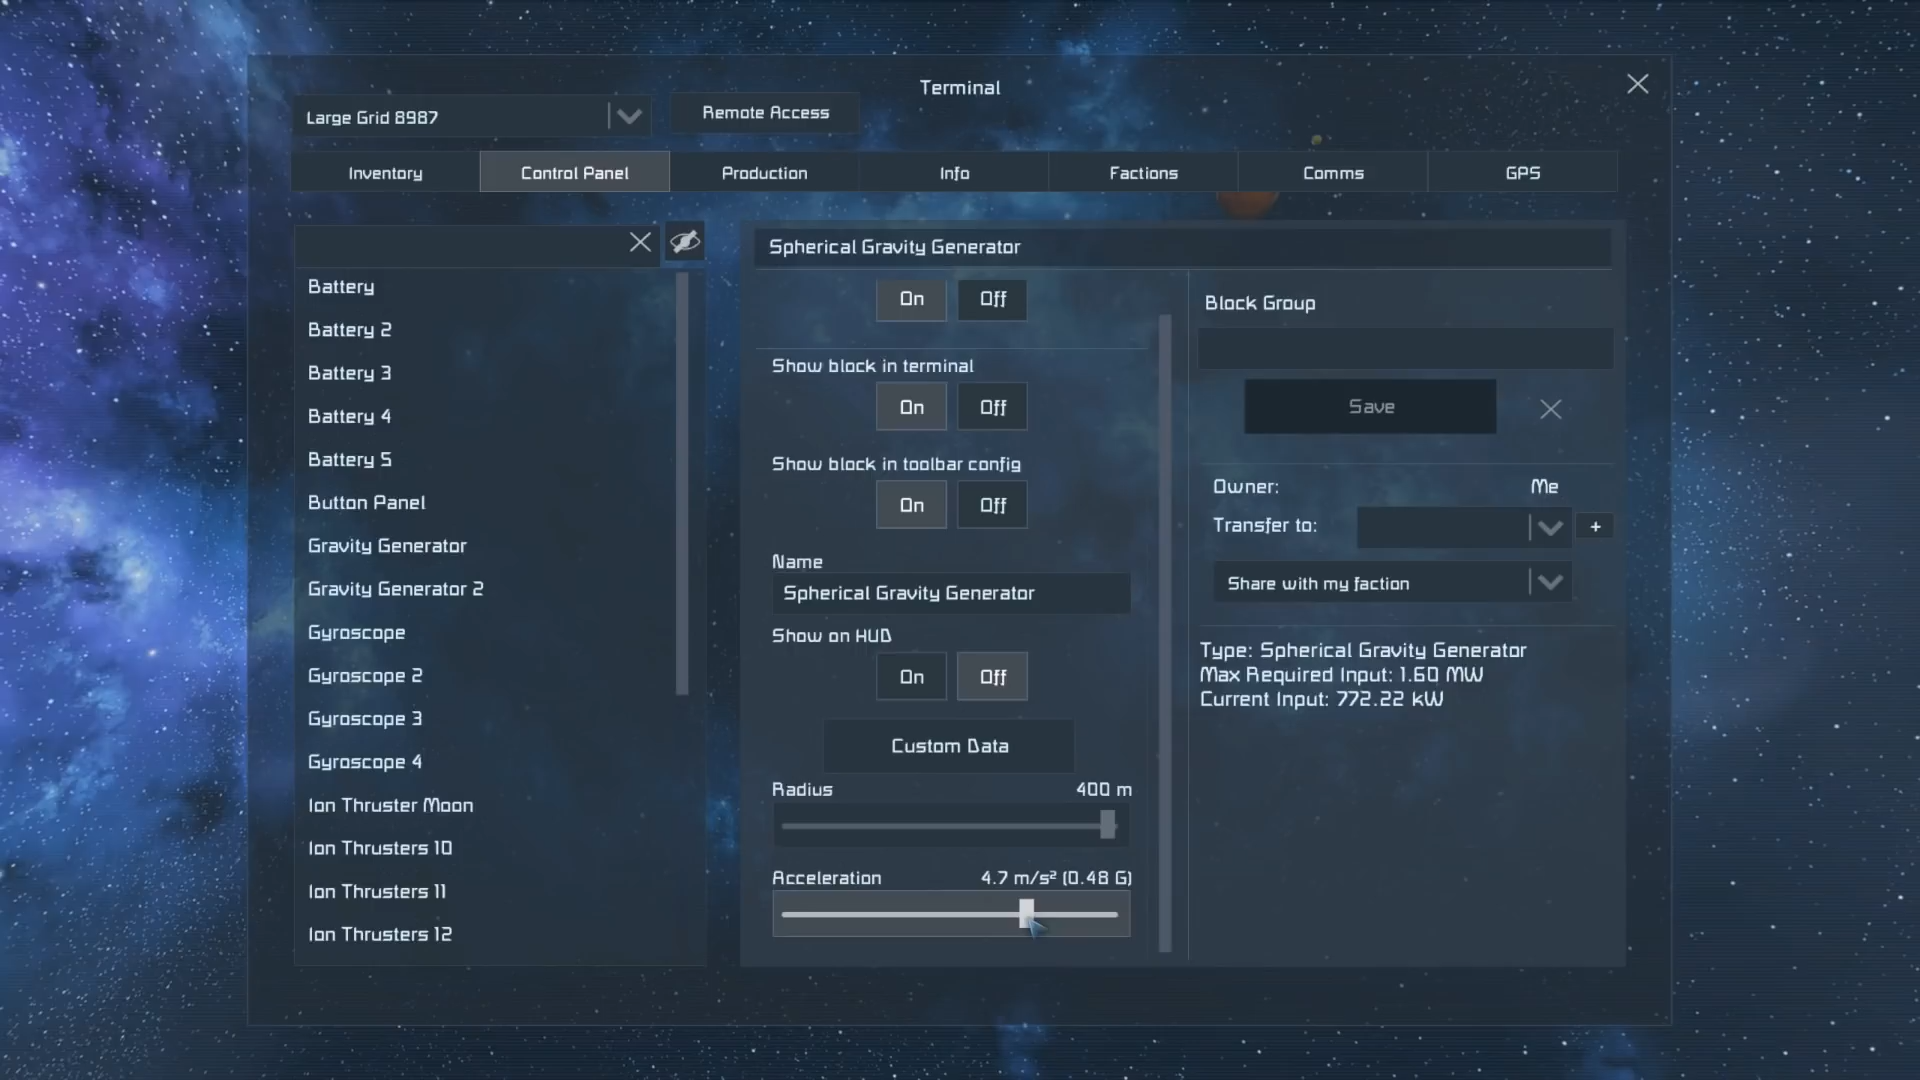 Terminal
Large Grid 8987
Remote Access
Inventory
Control Panel
Production
Info
Factions
Comms
GPS
Battery
Battery 2
Battery 3
Battery 4
Battery 5
Button Panel
Gravity Generator
Gravity Generator 2
Gyroscope
Gyroscope 2
Gyroscope 3
Gyroscope 4
Ion Thruster Moon
Ion Thrusters 10
Ion Thrusters 11
Ion Thrusters 12
Spherical Gravity Generator
On Off
Show block in terminal
On Off
Show block in toolbar config
On Off
Name
Spherical Gravity Generator
Show on HUD
On Off
Custom Data
Radius 400 m
Acceleration 4.7 m/s² (0.48 G)
Block Group
Save
Owner: Me
Transfer to:
+
Share with my faction
Type: Spherical Gravity Generator
Max Required Input: 1.60 MW
Current Input: 772.22 kW